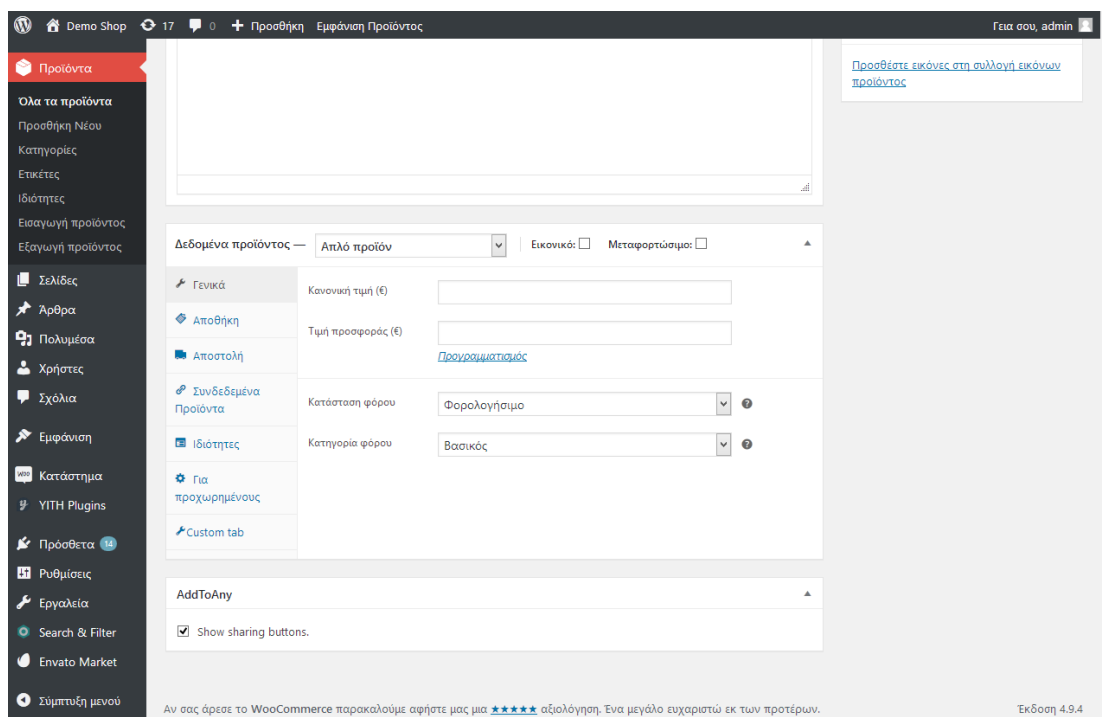 Demo Shop 17 0 Προσθήκη Εμφάνιση Προϊόντος Γεια σου, admin
Προϊόντα
Όλα τα προϊόντα
Προσθήκη Νέου
Κατηγορίες
Ετικέτες
Ιδιότητες
Εισαγωγή προϊόντος
Εξαγωγή προϊόντος
Σελίδες
Άρθρα
Πολυμέσα
Χρήστες
Σχόλια
Εμφάνιση
Κατάστημα
YITH Plugins
Πρόσθετα 14
Ρυθμίσεις
Εργαλεία
Search & Filter
Envato Market
Σύμπτυξη μενού
Προσθέστε εικόνες στη συλλογή εικόνων
προϊόντος
Δεδομένα προϊόντος — Απλό προϊόν Εικονικό: Μεταφορτώσιμο:
Γενικά
Αποθήκη
Αποστολή
Συνδεδεμένα
Προϊόντα
Ιδιότητες
Για
προχωρημένους
Custom tab
Κανονική τιμή (€)
Τιμή προσφοράς (€)
Προγραμματισμός
Κατάσταση φόρου Φορολογήσιμο
Κατηγορία φόρου Βασικός
AddToAny
Show sharing buttons.
Αν σας άρεσε το WooCommerce παρακαλούμε αφήστε μας μια ★★★★★ αξιολόγηση. Ένα μεγάλο ευχαριστώ εκ των προτέρων. Έκδοση 4.9.4